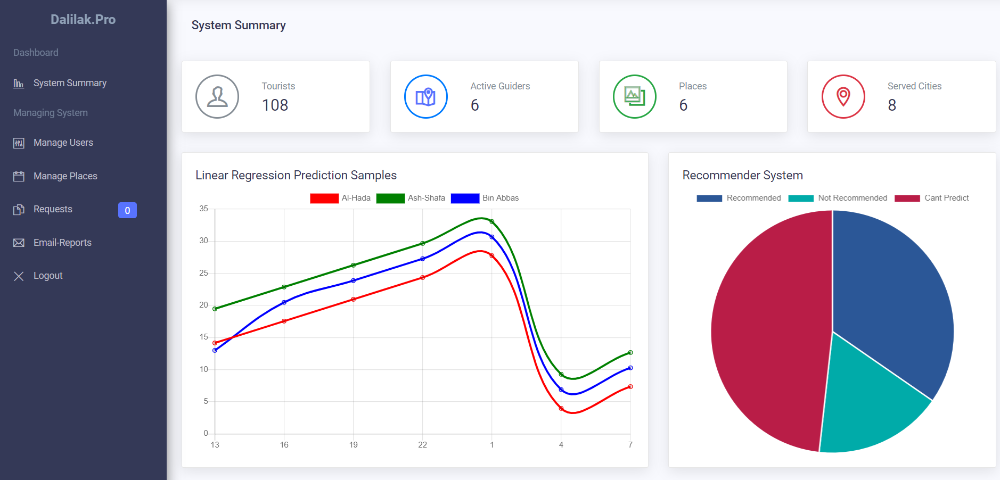 Dalilak.Pro
Dashboard
System Summary
Managing System
Manage Users
Manage Places
Requests 0
Email-Reports
Logout
System Summary
Tourists
108
Active Guiders
6
Places
6
Served Cities
8
Linear Regression Prediction Samples
Al-Hada Ash-Shafa Bin Abbas
35
30
25
20
15
10
5
0
13 16 19 22 1 4 7
Recommender System
Recommended Not Recommended Cant Predict